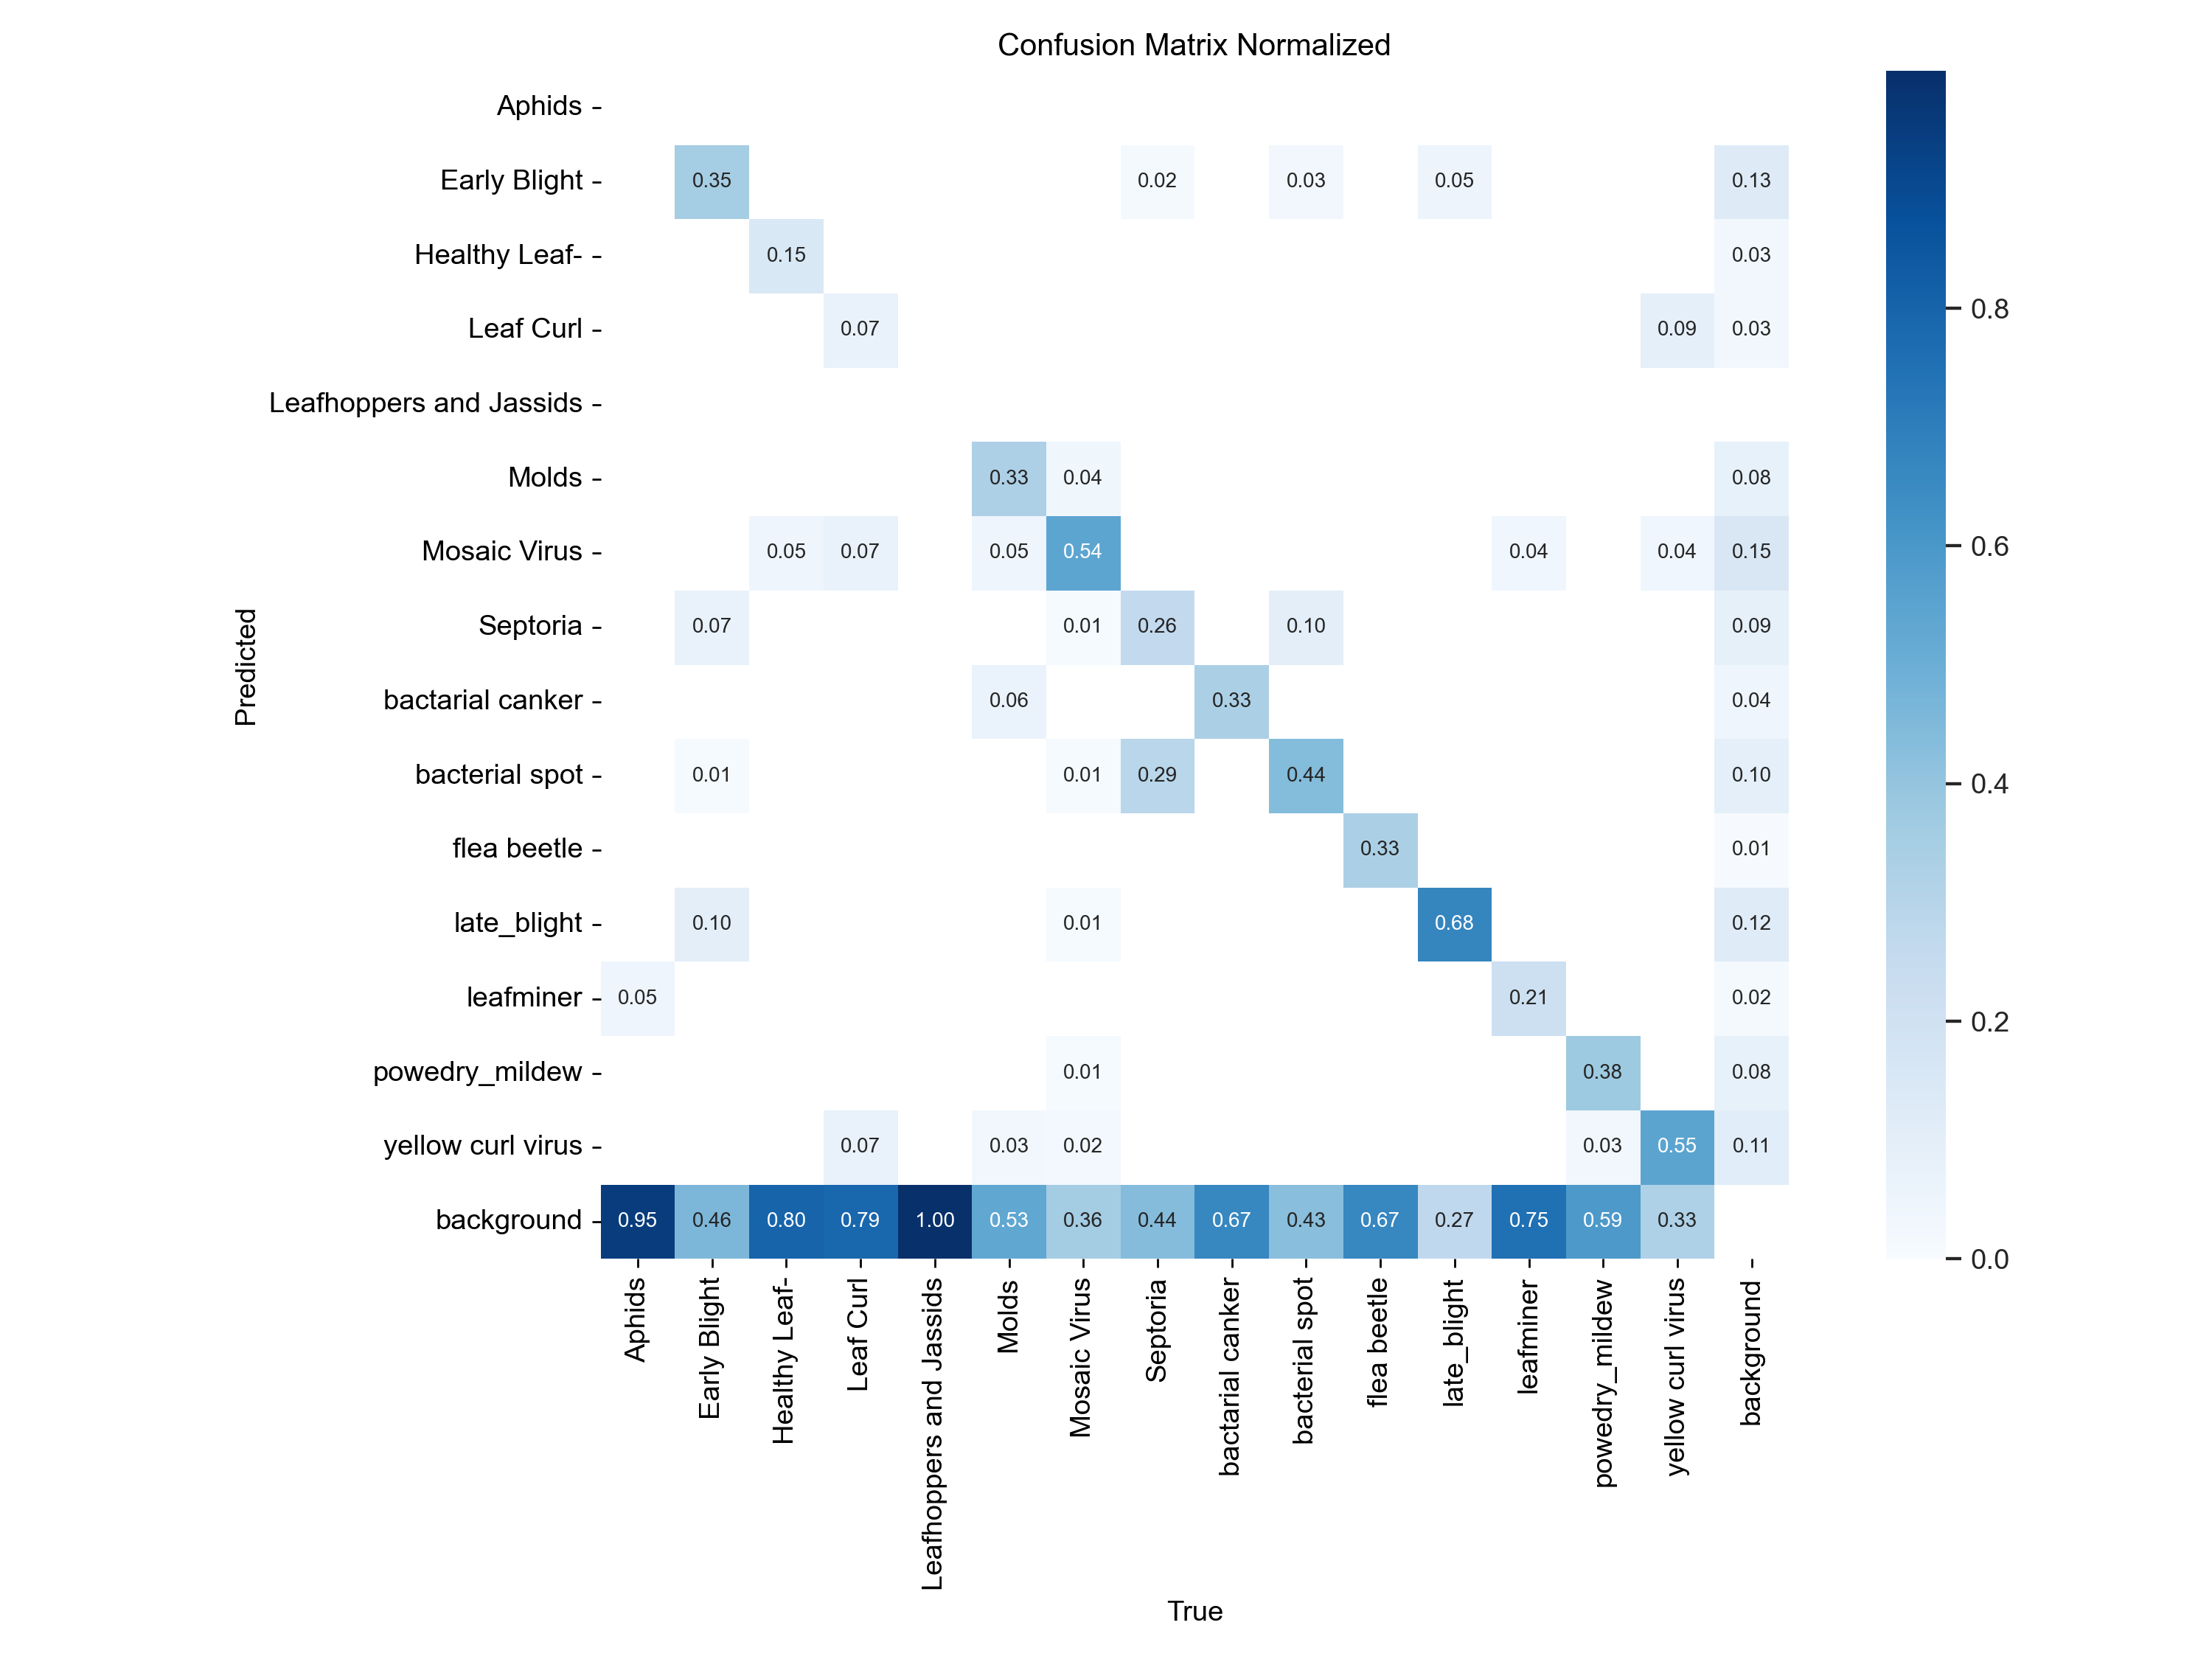 Confusion Matrix Normalized
Predicted
Aphids
Early Blight 0.35 0.02 0.03 0.05 0.13
Healthy Leaf- 0.15 0.03
Leaf Curl 0.07 0.09 0.03
Leafhoppers and Jassids
Molds 0.33 0.04 0.08
Mosaic Virus 0.05 0.07 0.05 0.54 0.04 0.04 0.15
Septoria 0.07 0.01 0.26 0.10 0.09
bactarial canker 0.06 0.33 0.04
bacterial spot 0.01 0.01 0.29 0.44 0.10
flea beetle 0.33 0.01
late_blight 0.10 0.01 0.68 0.12
leafminer 0.05 0.21 0.02
powedry_mildew 0.01 0.38 0.08
yellow curl virus 0.07 0.03 0.02 0.03 0.55 0.11
background 0.95 0.46 0.80 0.79 1.00 0.53 0.36 0.44 0.67 0.43 0.67 0.27 0.75 0.59 0.33
Aphids
Early Blight
Healthy Leaf-
Leaf Curl
Leafhoppers and Jassids
Molds
Mosaic Virus
Septoria
bactarial canker
bacterial spot
flea beetle
late_blight
leafminer
powedry_mildew
yellow curl virus
background
True
0.8
0.6
0.4
0.2
0.0